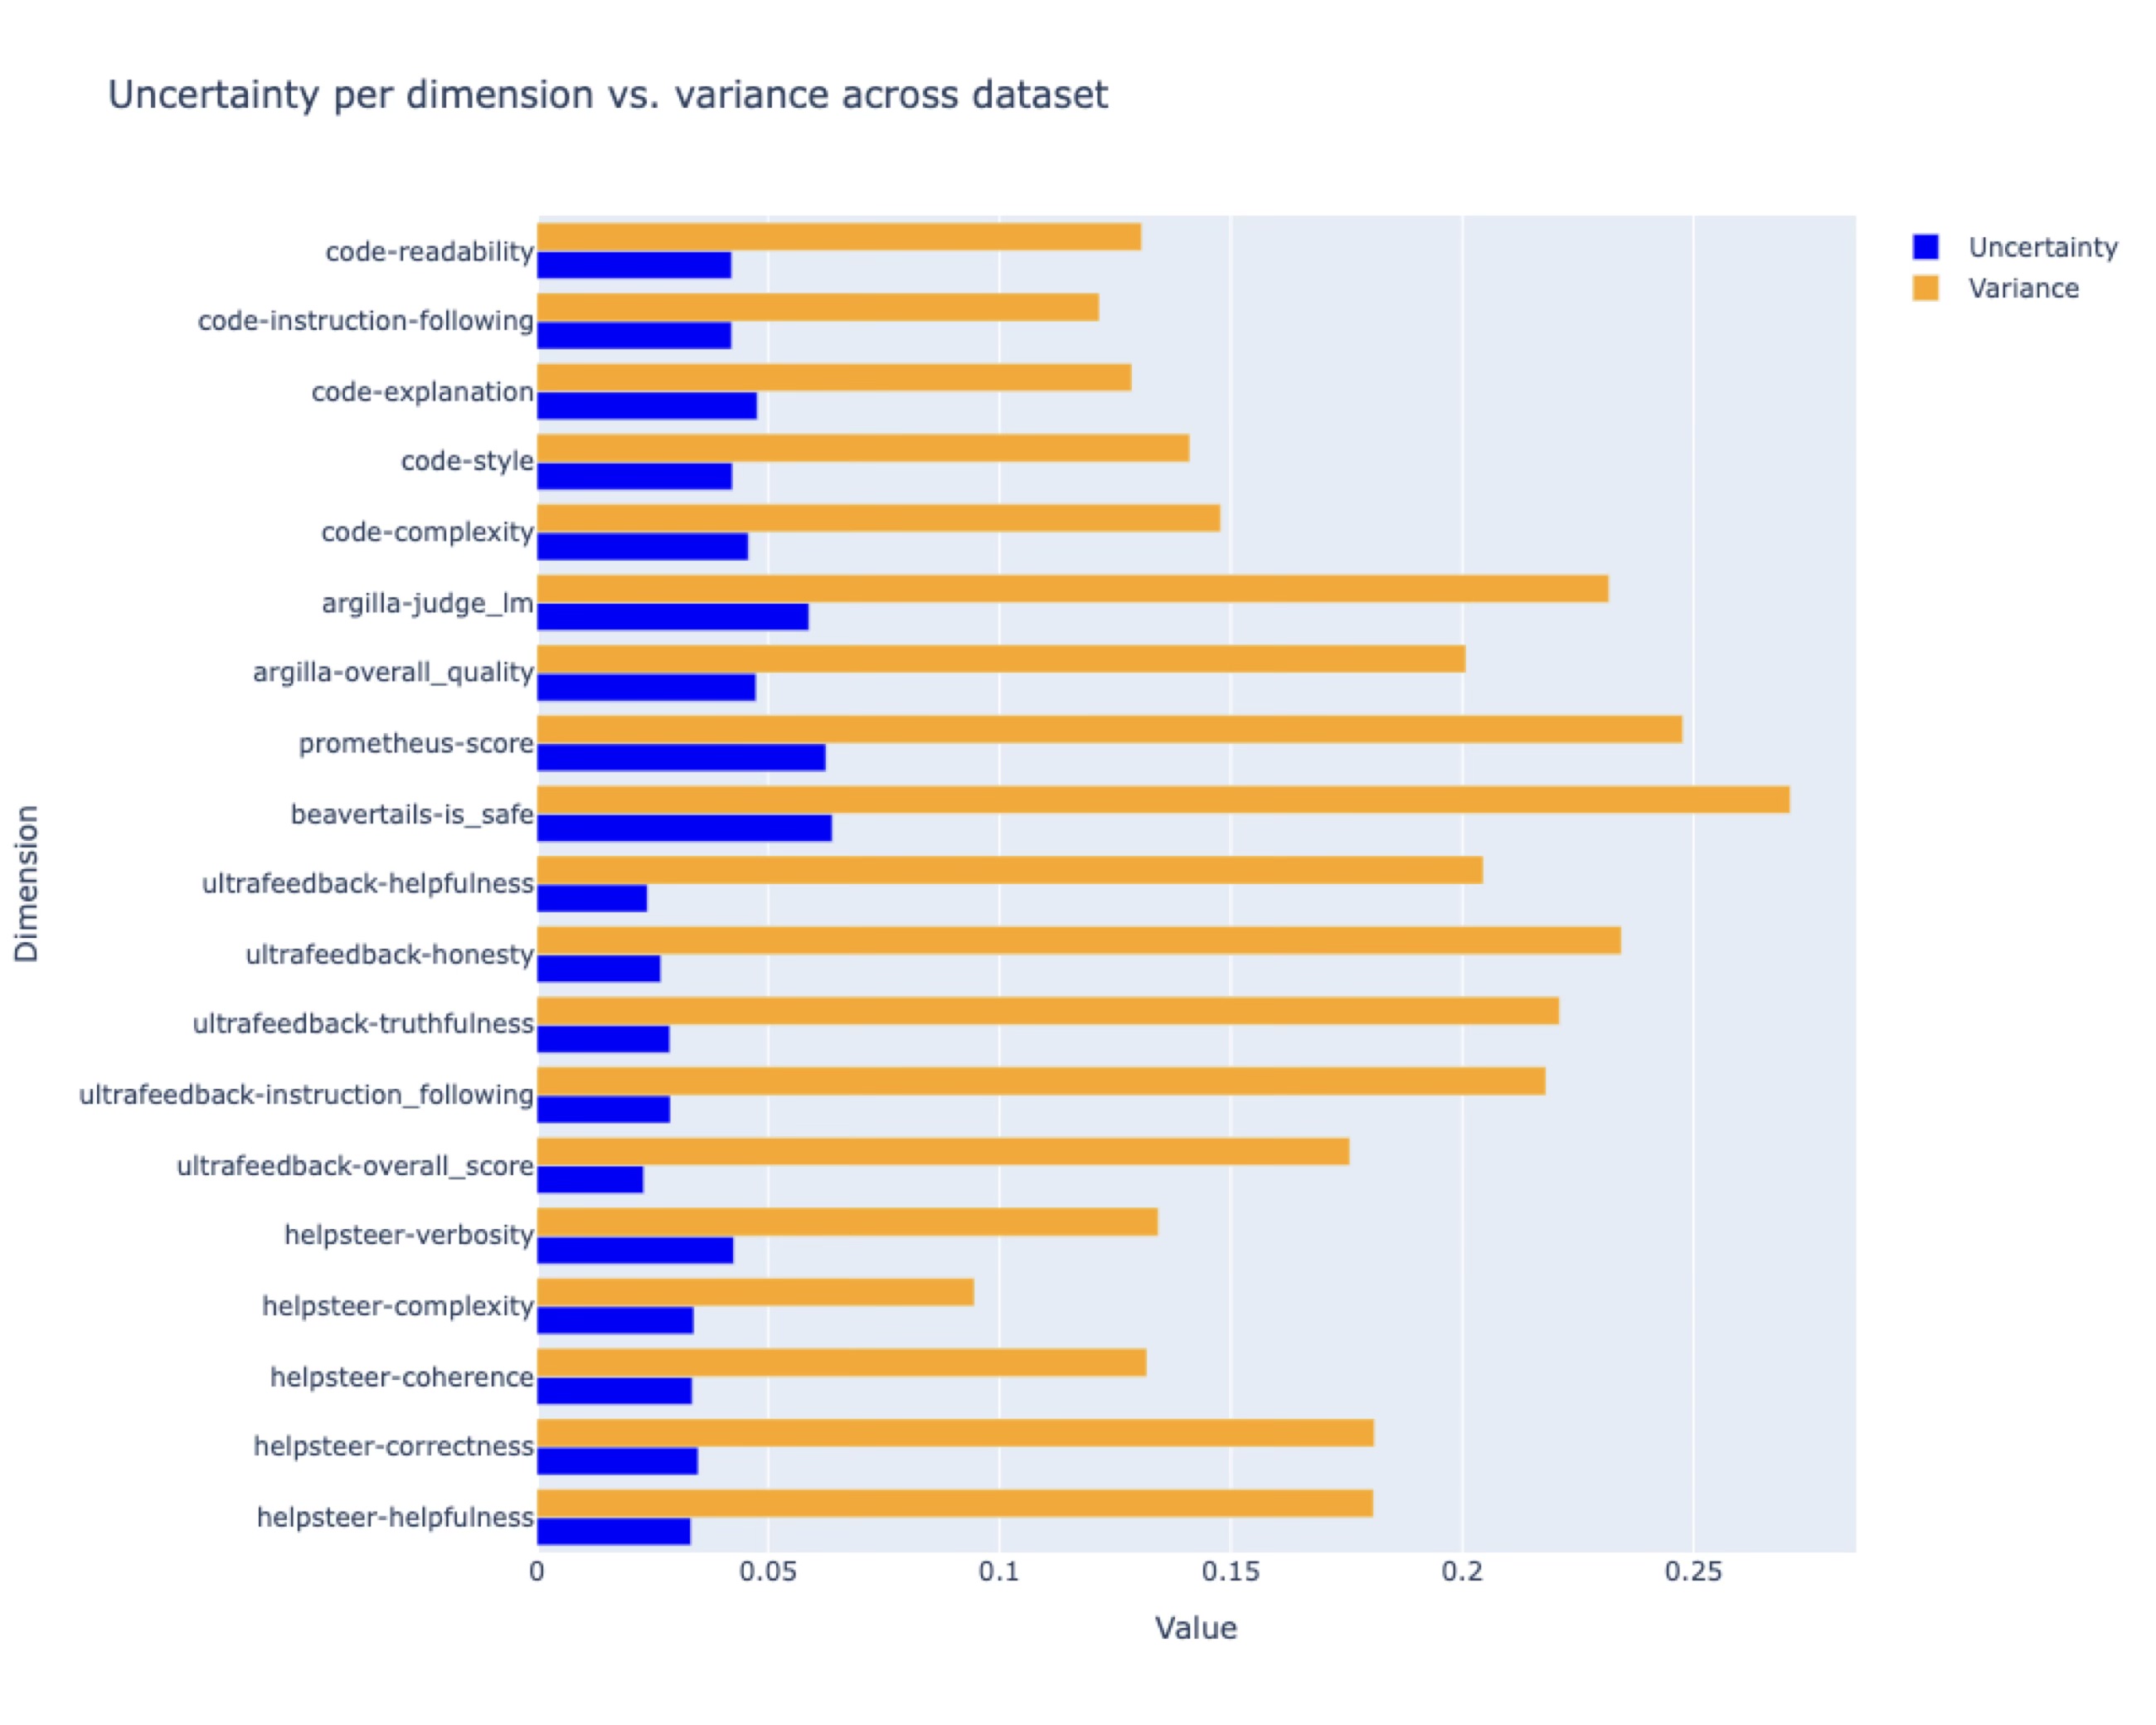 Uncertainty per dimension vs. variance across dataset
Uncertainty
Variance
code-readability
code-instruction-following
code-explanation
code-style
code-complexity
argilla-judge_lm
argilla-overall_quality
prometheus-score
beavertails-is_safe
ultrafeedback-helpfulness
ultrafeedback-honesty
ultrafeedback-truthfulness
ultrafeedback-instruction_following
ultrafeedback-overall_score
helpsteer-verbosity
helpsteer-complexity
helpsteer-coherence
helpsteer-correctness
helpsteer-helpfulness
Dimension
0 0.05 0.1 0.15 0.2 0.25
Value